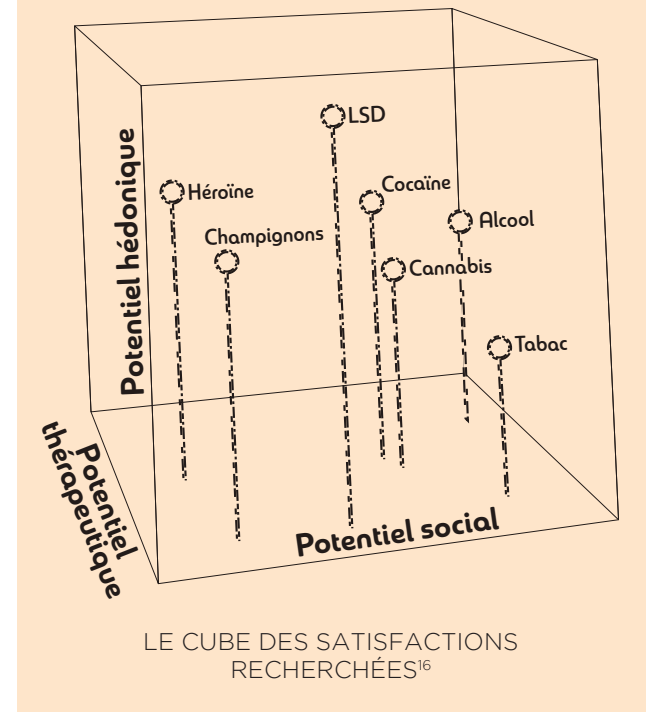 LSD
Cocaïne
Héroïne
Alcool
Champignons
Cannabis
Tabac
Potentiel hédonique
Potentiel
thérapeutique
Potentiel social
LE CUBE DES SATISFACTIONS
RECHERCHÉES16